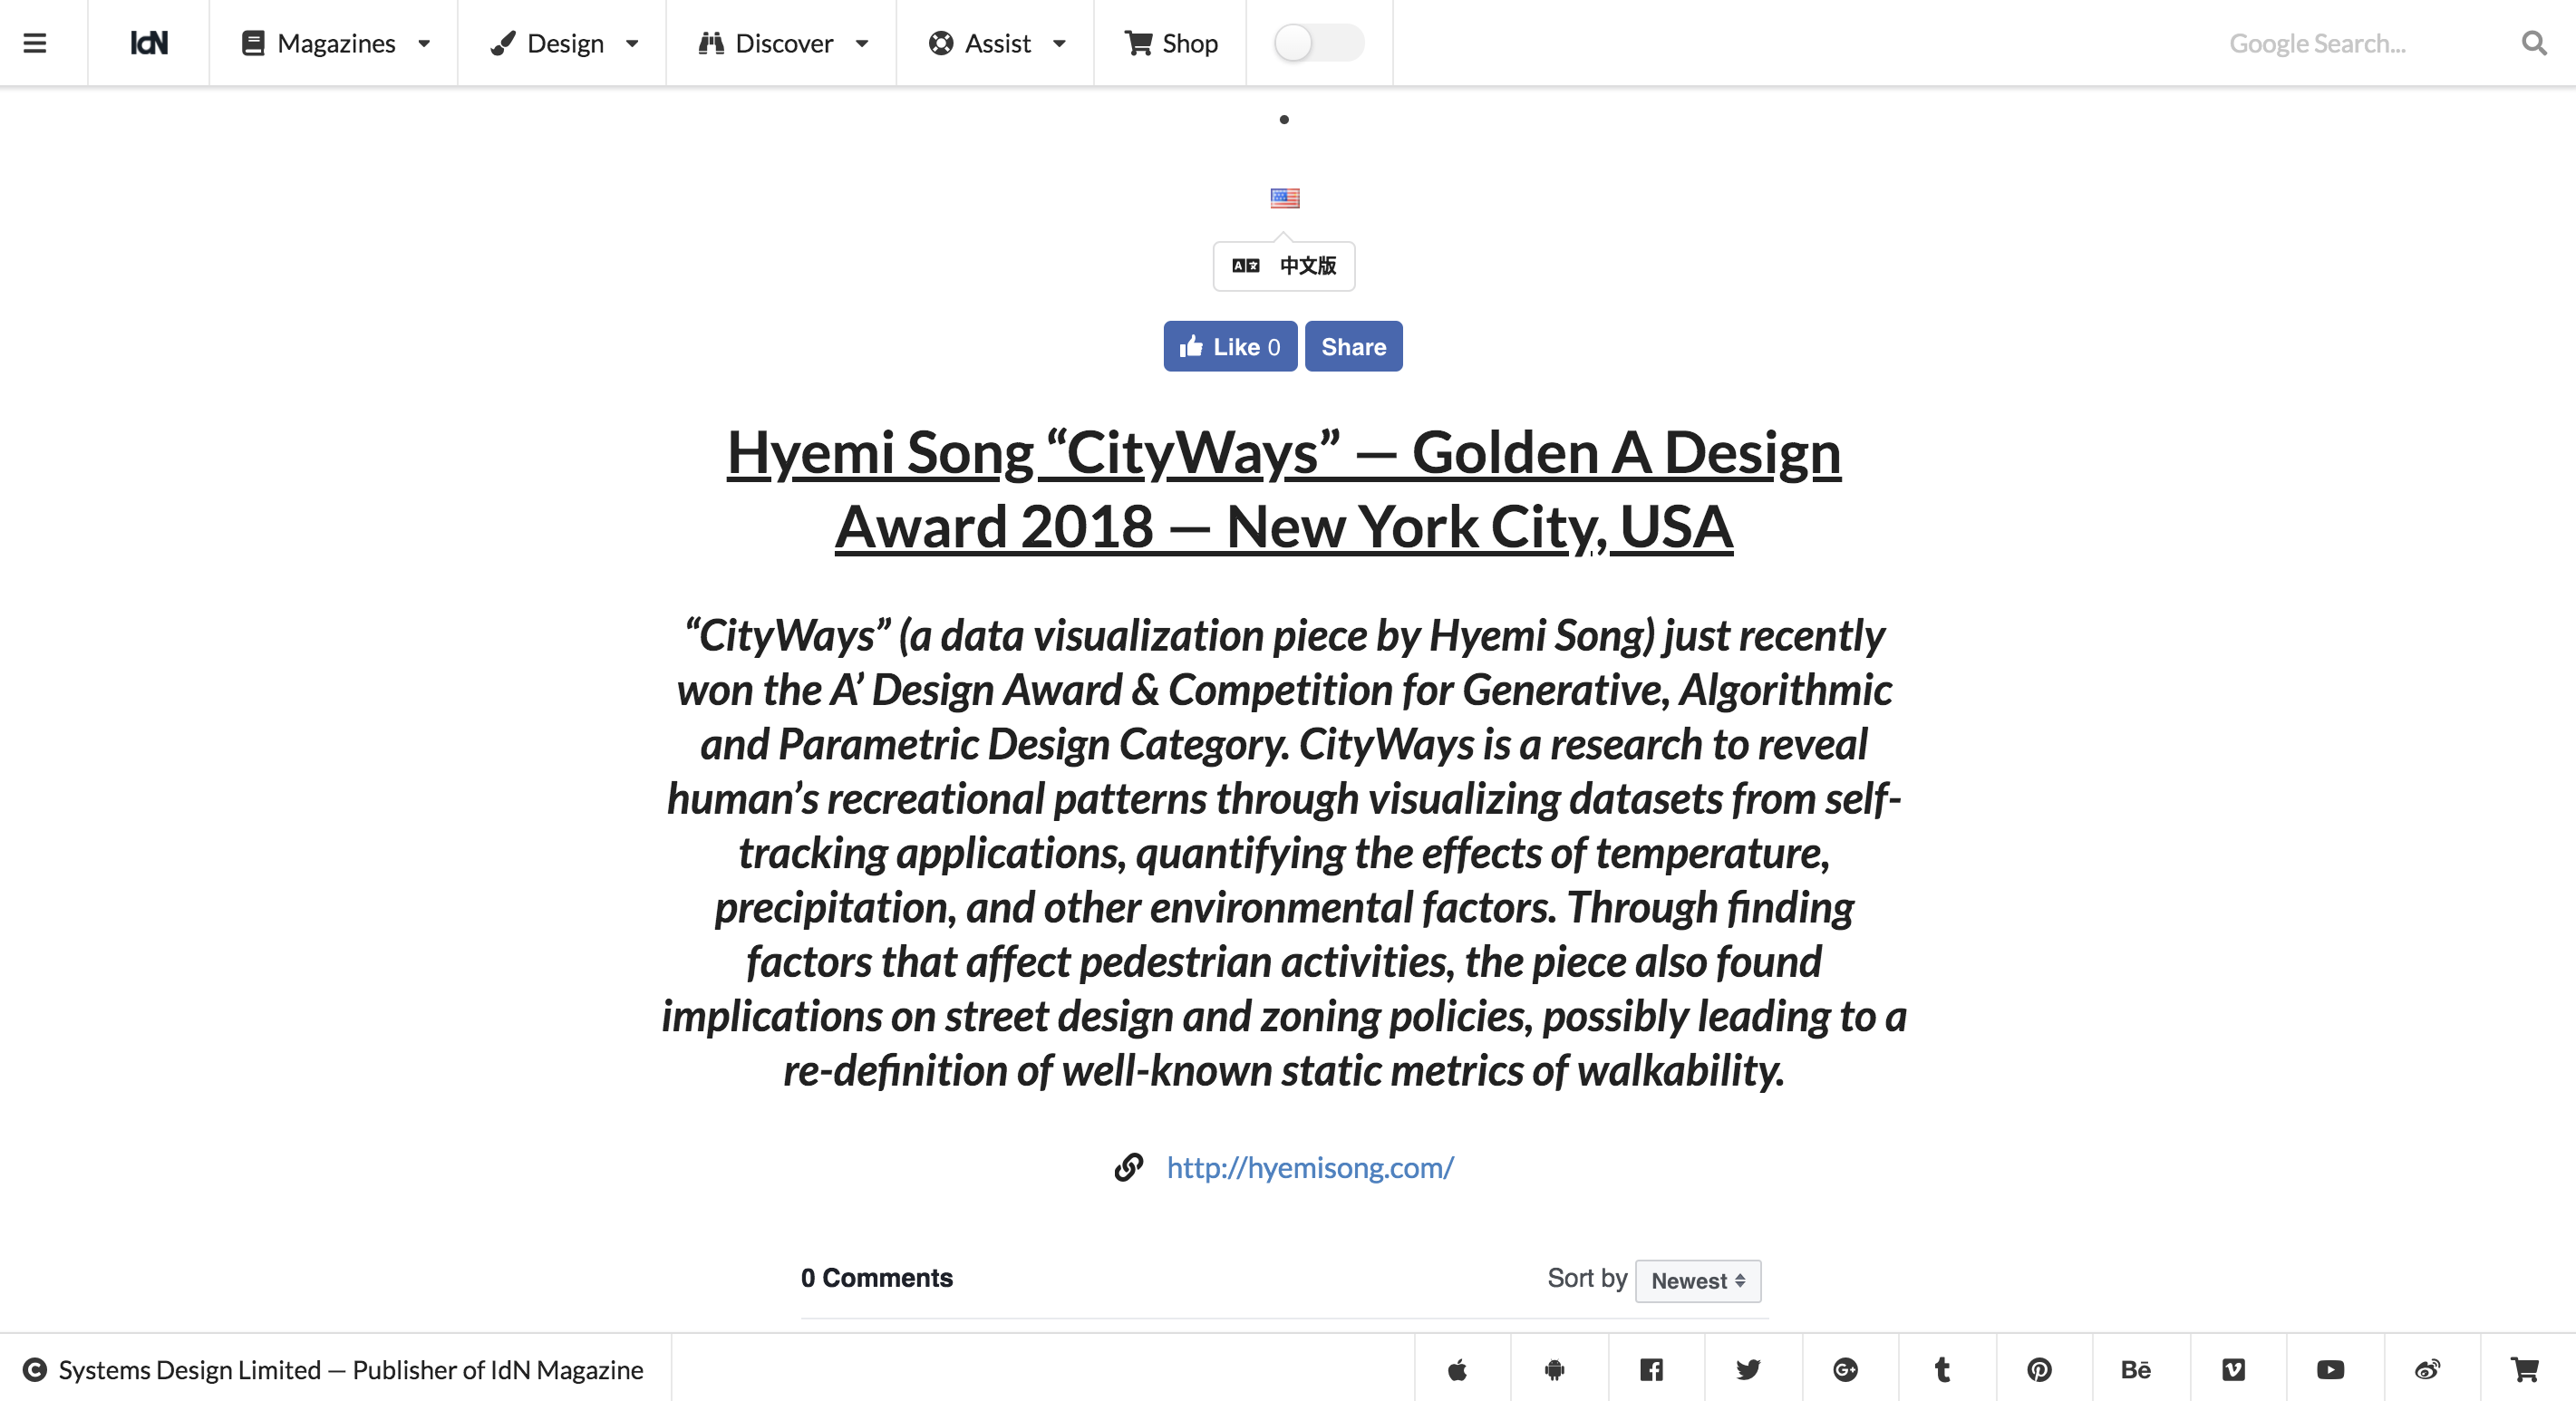 IdN
Magazines
Design
Discover
Assist
Shop
Google Search...
中文版
Like 0
Share
Hyemi Song “CityWays” — Golden A Design
Award 2018 — New York City, USA
“CityWays” (a data visualization piece by Hyemi Song) just recently
won the A’ Design Award & Competition for Generative, Algorithmic
and Parametric Design Category. CityWays is a research to reveal
human’s recreational patterns through visualizing datasets from self-
tracking applications, quantifying the effects of temperature,
precipitation, and other environmental factors. Through finding
factors that affect pedestrian activities, the piece also found
implications on street design and zoning policies, possibly leading to a
re-definition of well-known static metrics of walkability.
http://hyemisong.com/
0 Comments
Sort by Newest
Systems Design Limited — Publisher of IdN Magazine